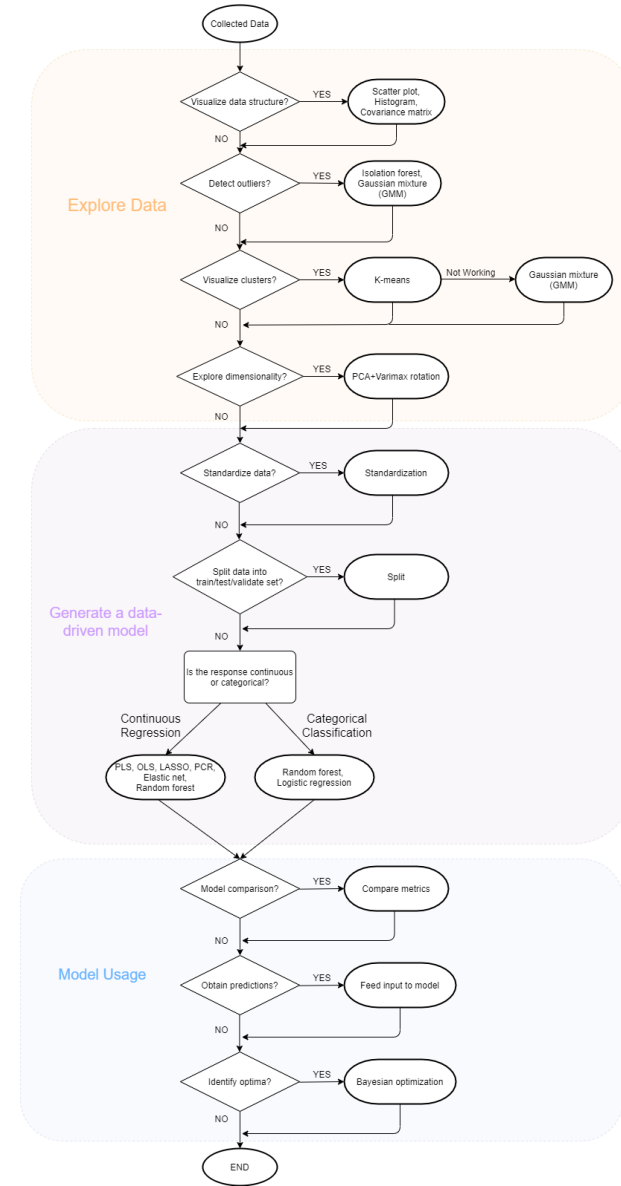 Collected Data
Visualize data structure?
YES
Scatter plot,
Histogram,
Covariance matrix
NO
Detect outliers?
YES
Isolation forest,
Gaussian mixture
(GMM)
Explore Data
NO
Visualize clusters?
YES
K-means
Not Working
Gaussian mixture
(GMM)
NO
Explore dimensionality?
YES
PCA+Varimax rotation
NO
Standardize data?
YES
Standardization
NO
Split data into
train/test/validate set?
YES
Split
Generate a data-
driven model
NO
Is the response continuous
or categorical?
Continuous
Regression
Categorical
Classification
PLS, OLS, LASSO, PCR,
Elastic net,
Random forest
Random forest,
Logistic regression
Model comparison?
YES
Compare metrics
NO
Model Usage
Obtain predictions?
YES
Feed input to model
NO
Identify optima?
YES
Bayesian optimization
NO
END